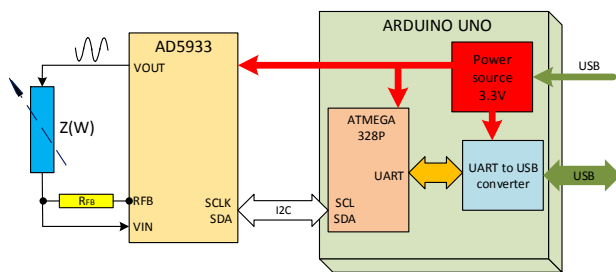 AD5933
ARDUINO UNO
VOUT
Z(W)
RFB
RFB
VIN
SCLK
SDA
I2C
ATMEGA
328P
UART
SCL
SDA
Power
source
3.3V
UART to USB
converter
USB
USB